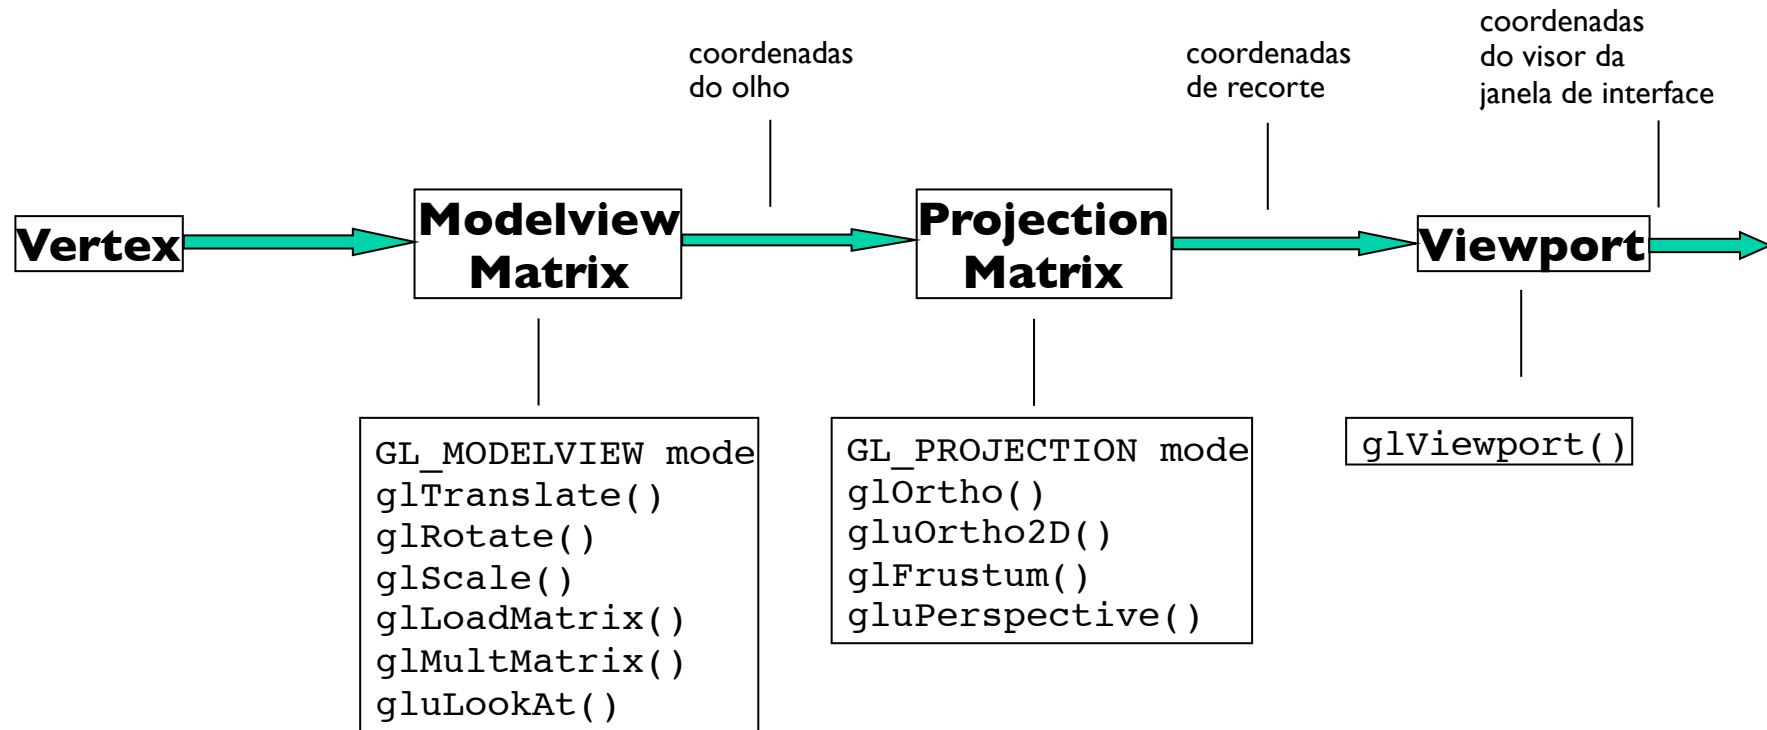 coordenadas
do olho
coordenadas
de recorte
coordenadas
do visor da
janela de interface
Vertex
Modelview
Matrix
Projection
Matrix
Viewport
GL_MODELVIEW mode
glTranslate()
glRotate()
glScale()
glLoadMatrix()
glMultMatrix()
gluLookAt()
GL_PROJECTION mode
glOrtho()
gluOrtho2D()
glFrustum()
gluPerspective()
glViewport()